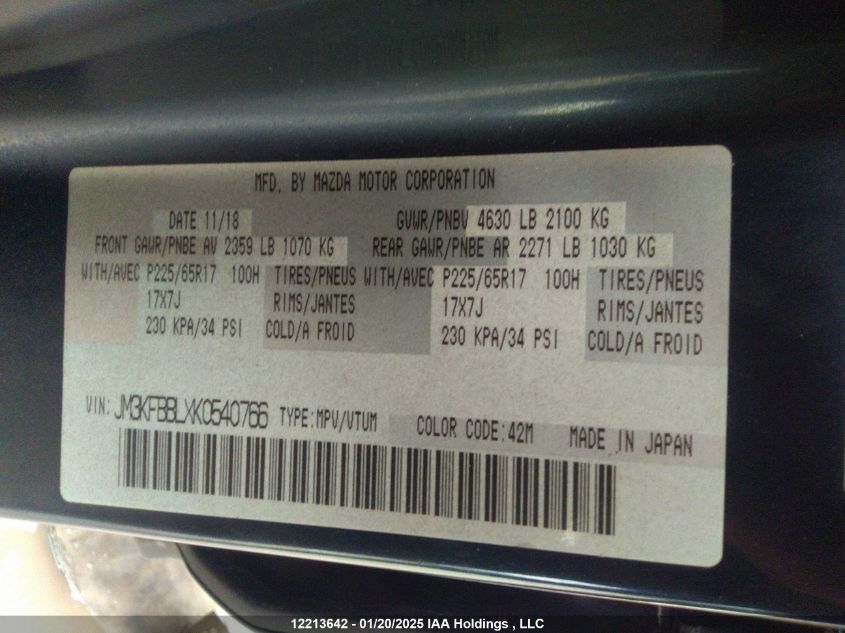 MFD. BY MAZDA MOTOR CORPORATION
DATE 11/18 GVWR/PNBV 4630 LB 2100 KG
FRONT GAWR/PNBE AV 2359 LB 1070 KG REAR GAWR/PNBE AR 2271 LB 1030 KG
WITH/AVEC P225/65R17 100H TIRES/PNEUS WITH/AVEC P225/65R17 100H TIRES/PNEUS
17X7J RIMS/JANTES 17X7J RIMS/JANTES
230 KPA/34 PSI COLD/A FROID 230 KPA/34 PSI COLD/A FROID
VIN: JM3KFBBLXK0540766 TYPE:MPV/VTUM COLOR CODE:42M MADE IN JAPAN
12213642 - 01/20/2025 IAA Holdings , LLC